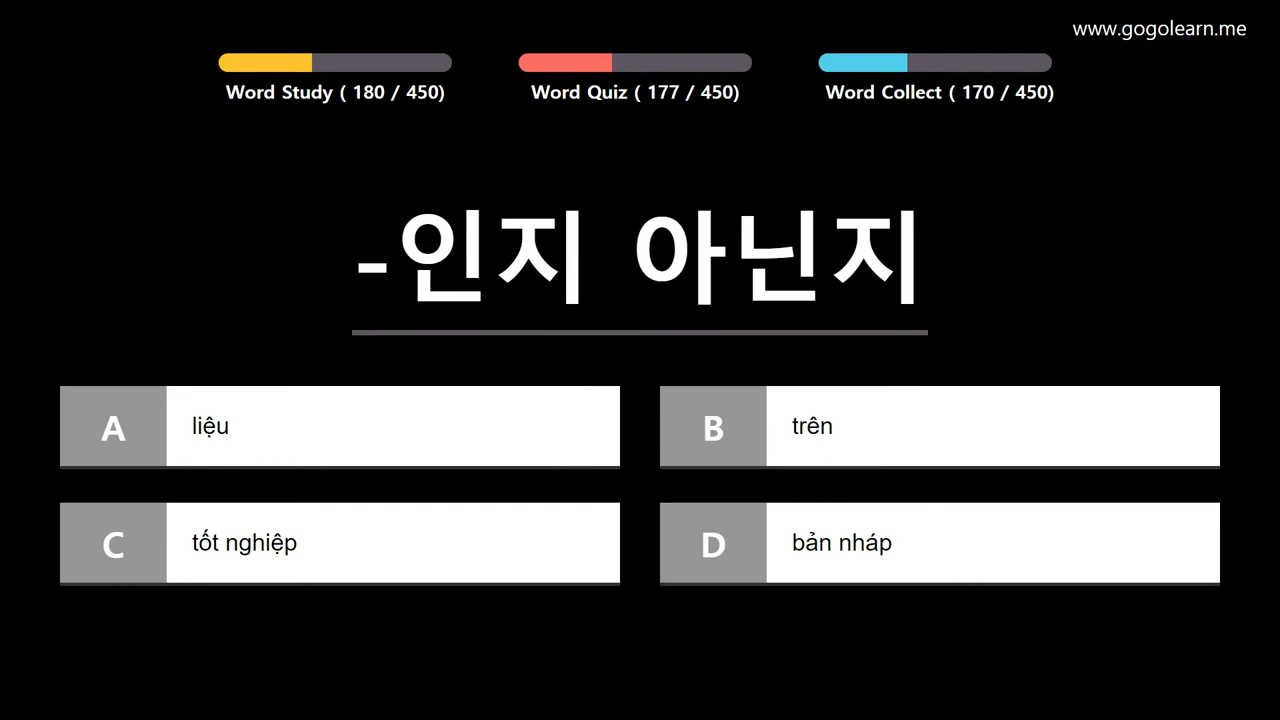 www.gogolearn.me
Word Study ( 180 / 450)
Word Quiz ( 177 / 450)
Word Collect ( 170 / 450)
-인지 아닌지
A liệu
B trên
C tốt nghiệp
D bản nháp